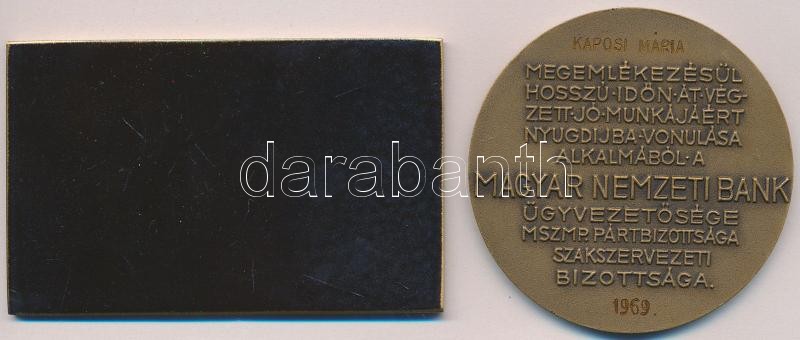 KAPOSI MÁRIA
MEGEMLÉKEZÉSÜL
HOSSZÚ·IDŐN·ÁT·VÉG-
ZETT·JÓ·MUNKÁJÁÉRT
NYUGDIJBA·VONULÁSA
ALKALMÁBÓL·A
MAGYAR NEMZETI BANK
ÜGYVEZETŐSÉGE
MSZMP. PÁRTBIZOTTSÁGA
SZAKSZERVEZETI
BIZOTTSÁGA.
1969.
darabanth